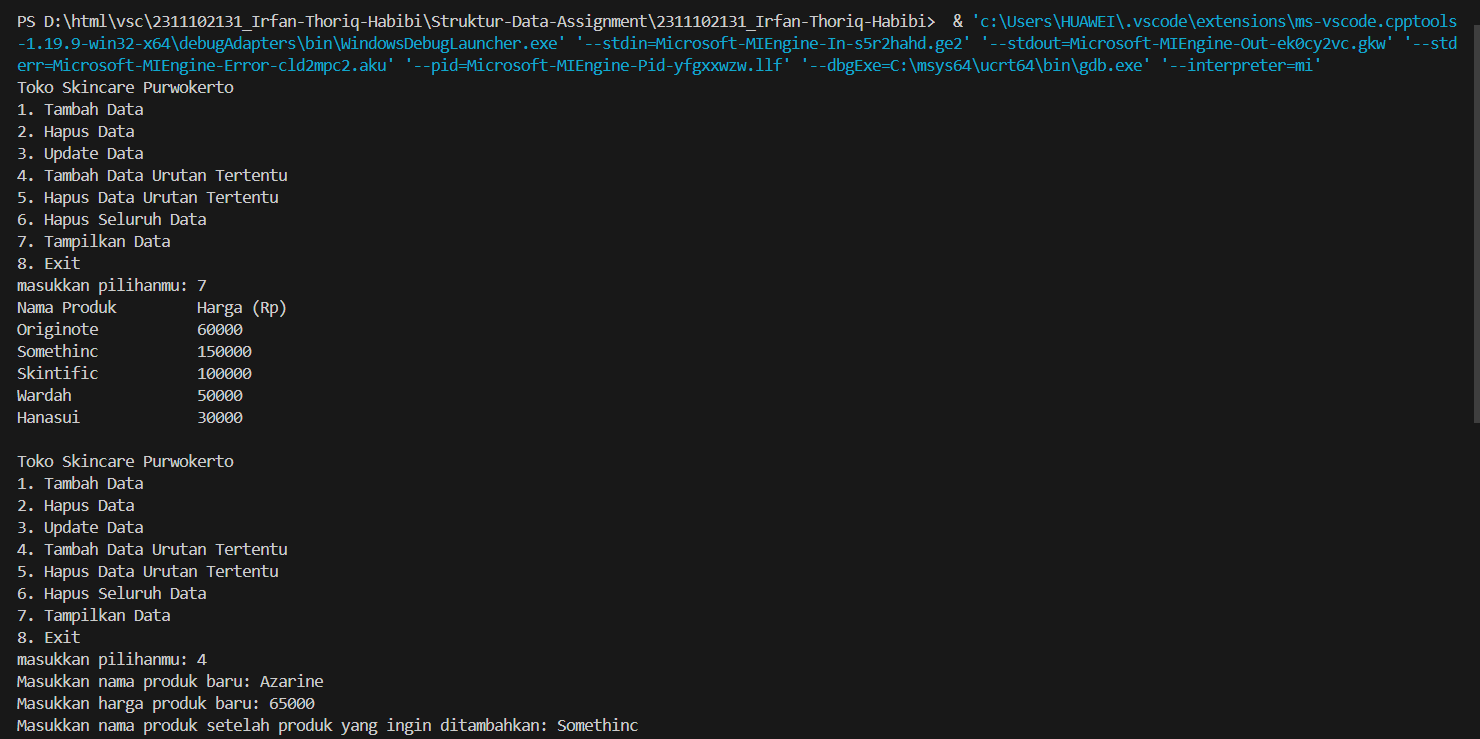 PS D:\html\vsc\2311102131_Irfan-Thoriq-Habibi\Struktur-Data-Assignment\2311102131_Irfan-Thoriq-Habibi>  & 'c:\Users\HUAWEI\.vscode\extensions\ms-vscode.cpptools
-1.19.9-win32-x64\debugAdapters\bin\WindowsDebugLauncher.exe' '--stdin=Microsoft-MIEngine-In-s5r2hahd.ge2' '--stdout=Microsoft-MIEngine-Out-ek0cy2vc.gkw' '--std
err=Microsoft-MIEngine-Error-cld2mpc2.aku' '--pid=Microsoft-MIEngine-Pid-yfgxxwzw.llf' '--dbgExe=C:\msys64\ucrt64\bin\gdb.exe' '--interpreter=mi'
Toko Skincare Purwokerto
1. Tambah Data
2. Hapus Data
3. Update Data
4. Tambah Data Urutan Tertentu
5. Hapus Data Urutan Tertentu
6. Hapus Seluruh Data
7. Tampilkan Data
8. Exit
masukkan pilihanmu: 7
Nama Produk         Harga (Rp)
Originote           60000
Somethinc           150000
Skintific           100000
Wardah              50000
Hanasui             30000

Toko Skincare Purwokerto
1. Tambah Data
2. Hapus Data
3. Update Data
4. Tambah Data Urutan Tertentu
5. Hapus Data Urutan Tertentu
6. Hapus Seluruh Data
7. Tampilkan Data
8. Exit
masukkan pilihanmu: 4
Masukkan nama produk baru: Azarine
Masukkan harga produk baru: 65000
Masukkan nama produk setelah produk yang ingin ditambahkan: Somethinc